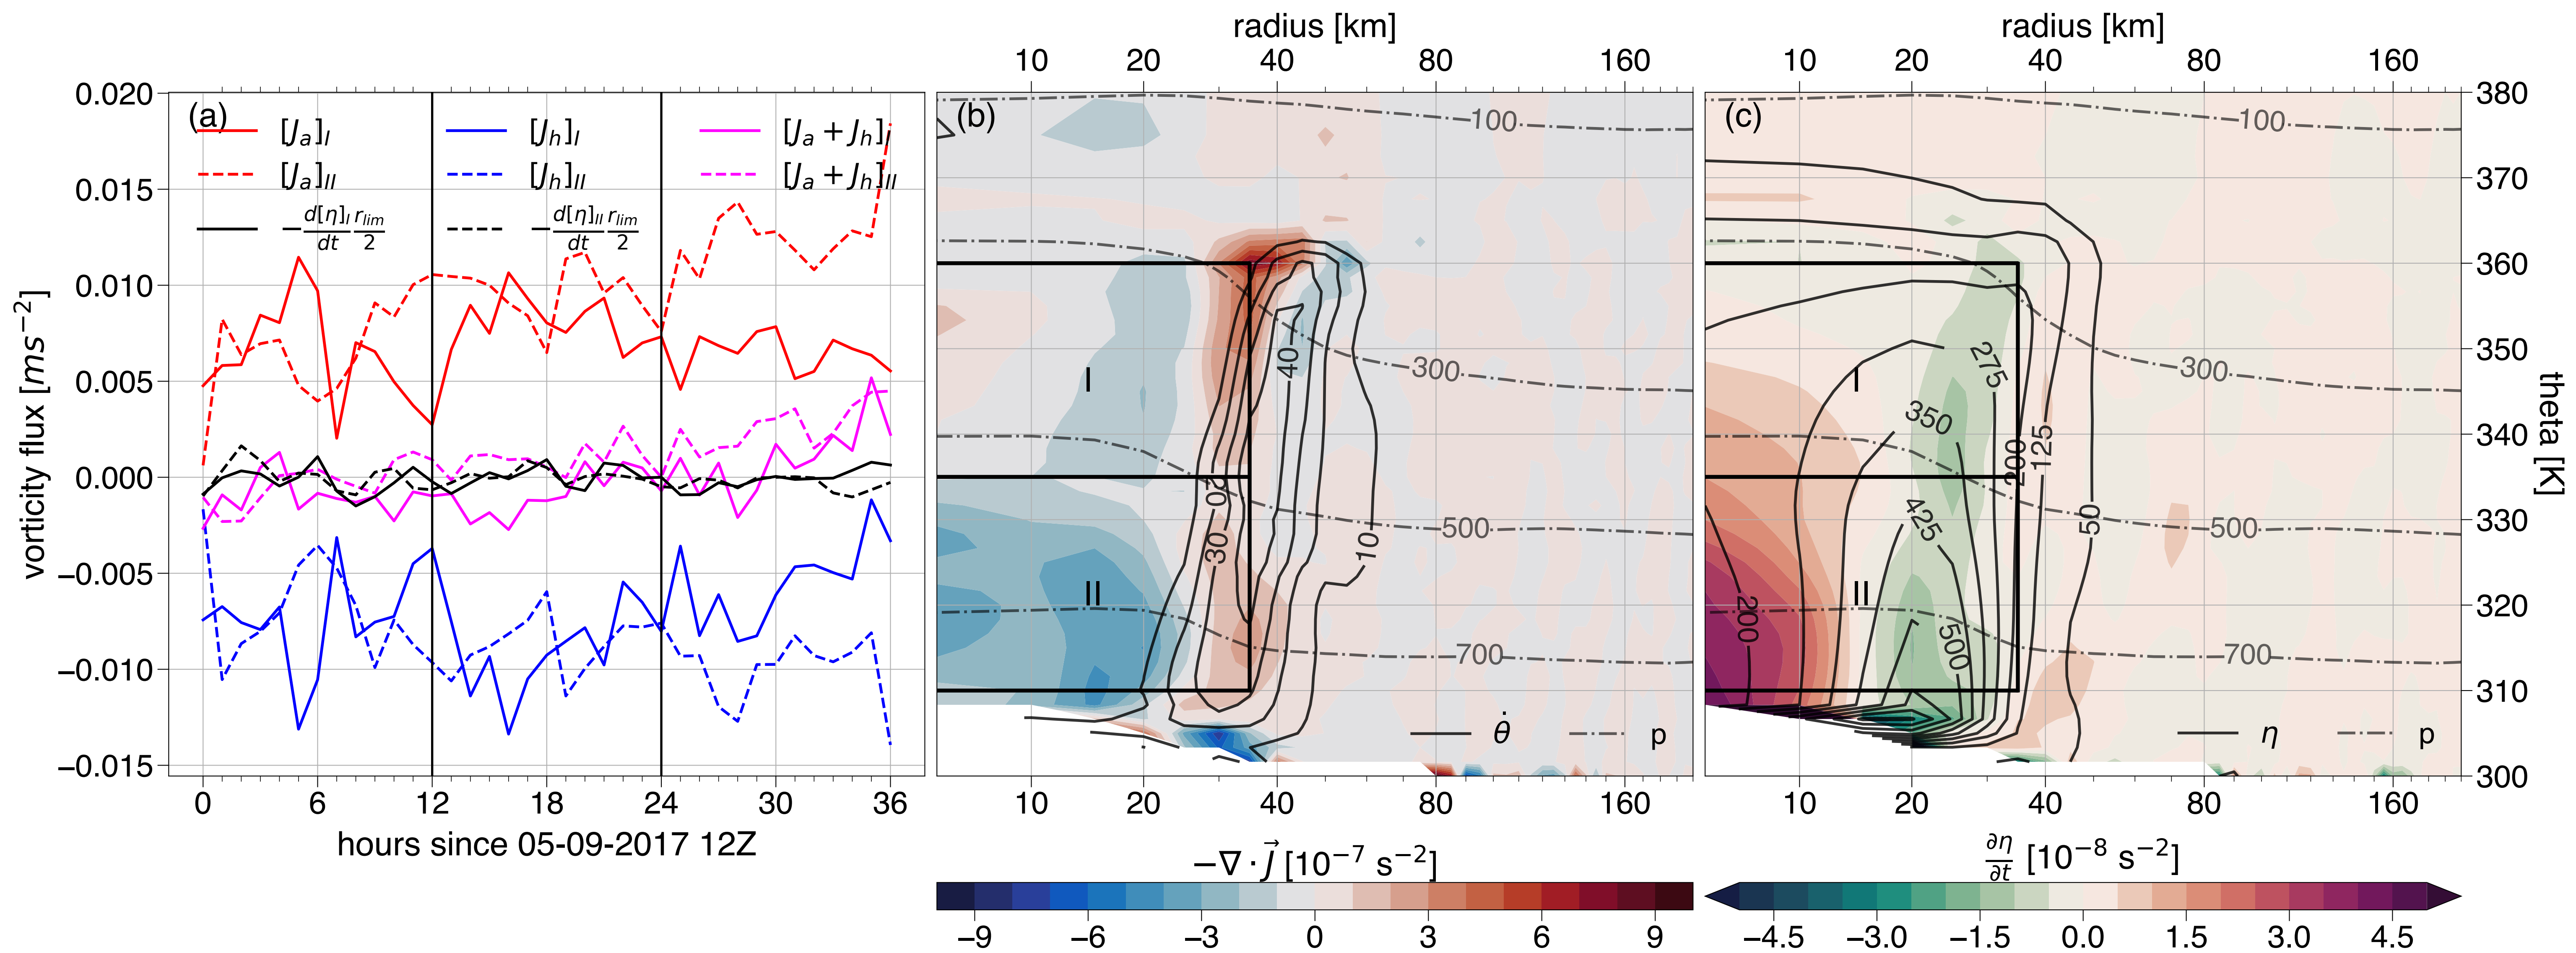 radius [km]
radius [km]
10 20 40 80 160
10 20 40 80 160
(a)
[J_a]_I
[J_h]_I
[J_a + J_h]_I
[J_a]_II
[J_h]_II
[J_a + J_h]_II
−d[η]_I/dt r_lim/2
−d[η]_II/dt r_lim/2
vorticity flux [ms⁻²]
0.020
0.015
0.010
0.005
0.000
−0.005
−0.010
−0.015
0 6 12 18 24 30 36
hours since 05-09-2017 12Z
(b)
100
300
500
700
I
II
40
20
30
10
θ̇
p
10 20 40 80 160
−∇ · J⃗ [10⁻⁷ s⁻²]
−9 −6 −3 0 3 6 9
(c)
100
300
500
700
I
II
275
350
425
500
200
200
125
50
η
p
10 20 40 80 160
380
370
360
350
340
330
320
310
300
theta [K]
∂η/∂t [10⁻⁸ s⁻²]
−4.5 −3.0 −1.5 0.0 1.5 3.0 4.5